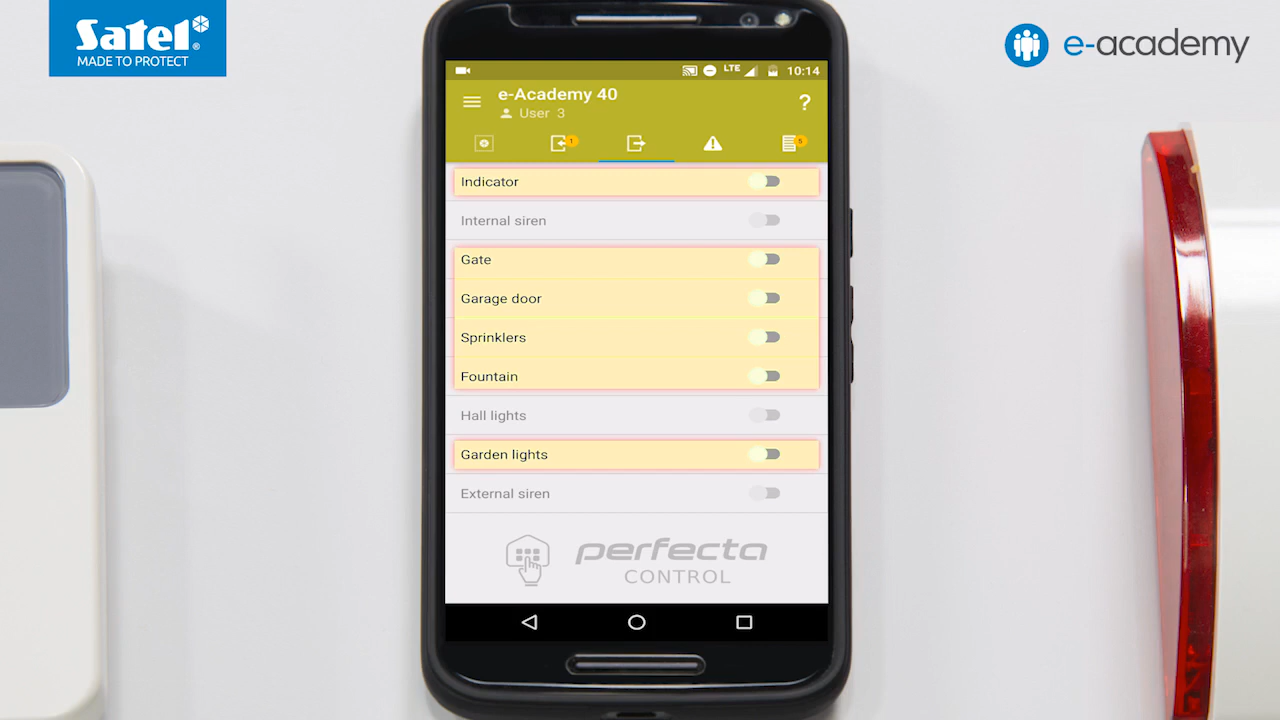 Satel®
MADE TO PROTECT
e-academy
LTE 10:14
e-Academy 40
User 3
?
1
5
Indicator
Internal siren
Gate
Garage door
Sprinklers
Fountain
Hall lights
Garden lights
External siren
perfecta
CONTROL